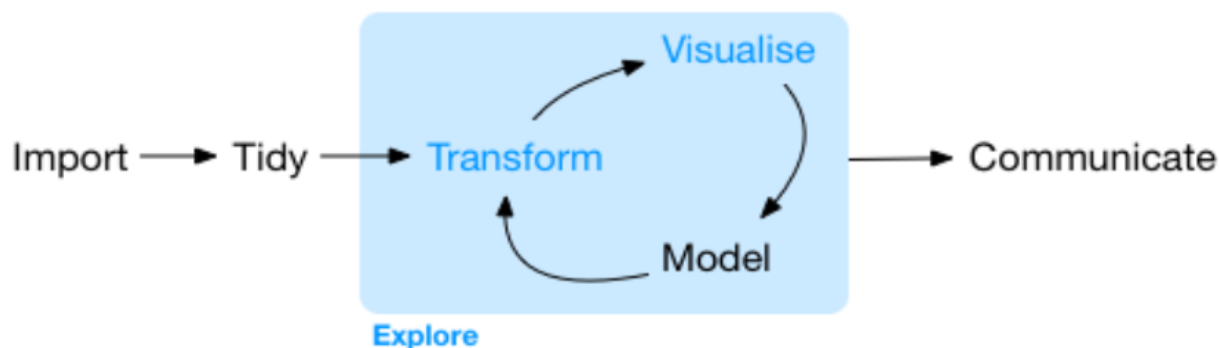 Visualise
Import
Tidy
Transform
Communicate
Model
Explore